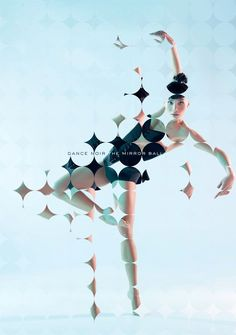 DANCE NOIR THE MIRROR BALL